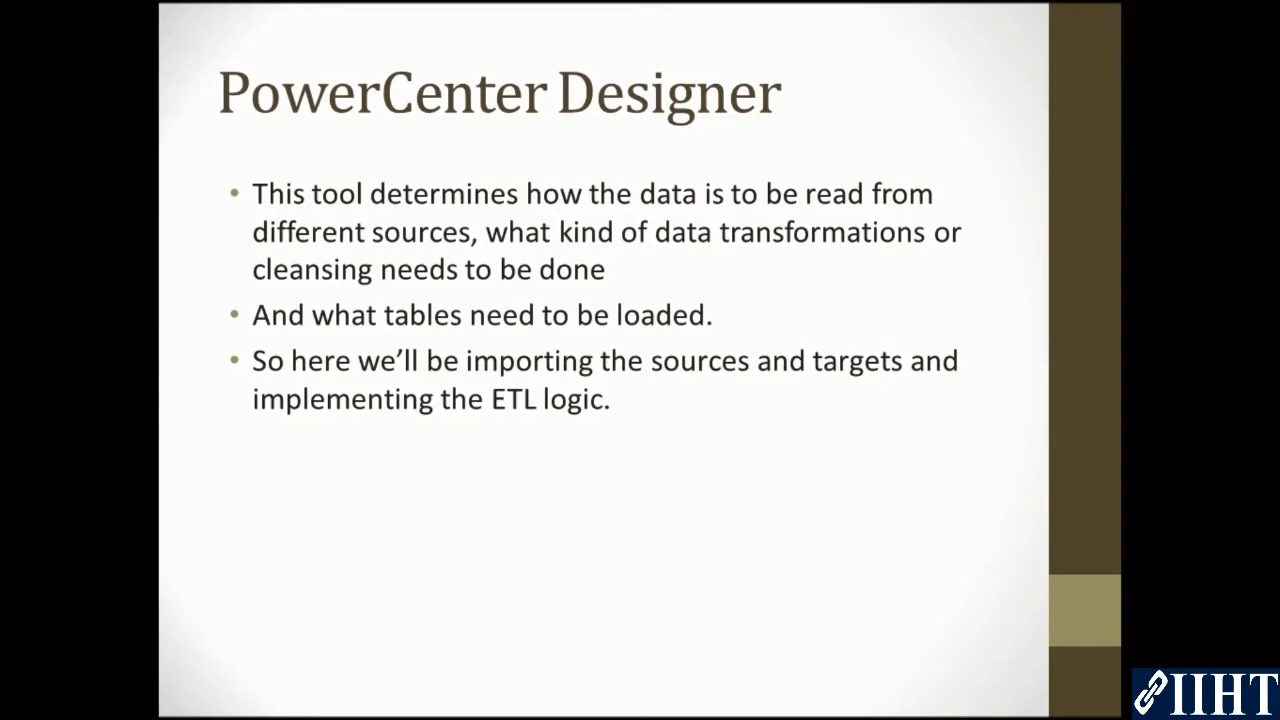 PowerCenter Designer
• This tool determines how the data is to be read from
different sources, what kind of data transformations or
cleansing needs to be done
• And what tables need to be loaded.
• So here we’ll be importing the sources and targets and
implementing the ETL logic.
IIHT